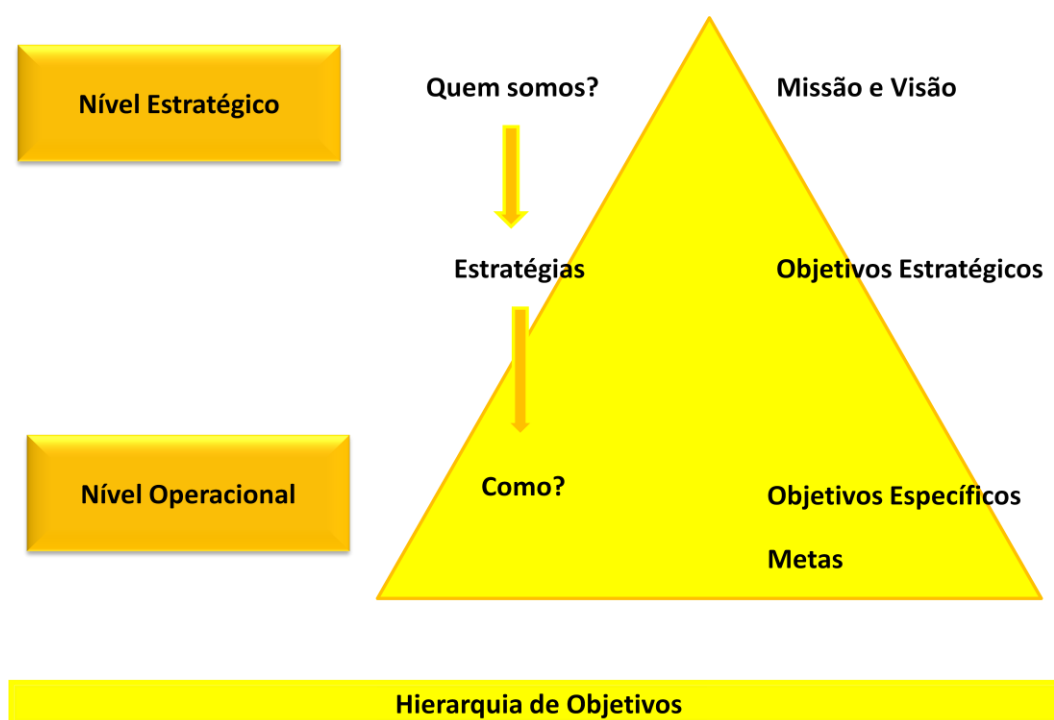 Nível Estratégico
Quem somos?
Missão e Visão
Estratégias
Objetivos Estratégicos
Nível Operacional
Como?
Objetivos Específicos
Metas
Hierarquia de Objetivos